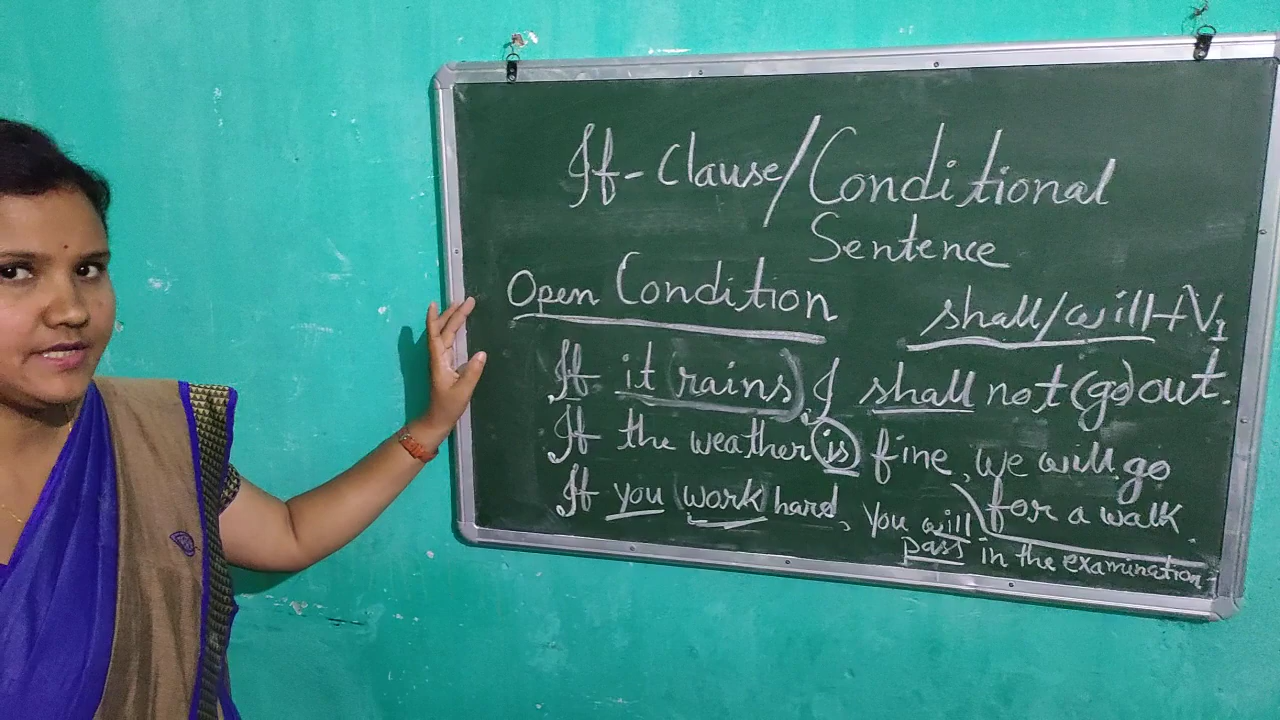 If-Clause/Conditional
Sentence
Open Condition
shall/will+V1
If it rains, I shall not (go) out.
If the weather is fine, we will go
for a walk.
If you work hard, You will
pass in the examination.